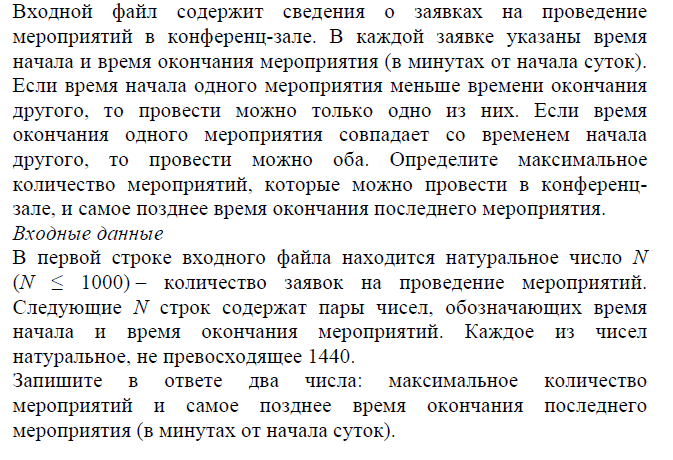 Входной файл содержит сведения о заявках на проведение
мероприятий в конференц-зале. В каждой заявке указаны время
начала и время окончания мероприятия (в минутах от начала суток).
Если время начала одного мероприятия меньше времени окончания
другого, то провести можно только одно из них. Если время
окончания одного мероприятия совпадает со временем начала
другого, то провести можно оба. Определите максимальное
количество мероприятий, которые можно провести в конференц-
зале, и самое позднее время окончания последнего мероприятия.
Входные данные
В первой строке входного файла находится натуральное число N
(N ≤ 1000) – количество заявок на проведение мероприятий.
Следующие N строк содержат пары чисел, обозначающих время
начала и время окончания мероприятий. Каждое из чисел
натуральное, не превосходящее 1440.
Запишите в ответе два числа: максимальное количество
мероприятий и самое позднее время окончания последнего
мероприятия (в минутах от начала суток).